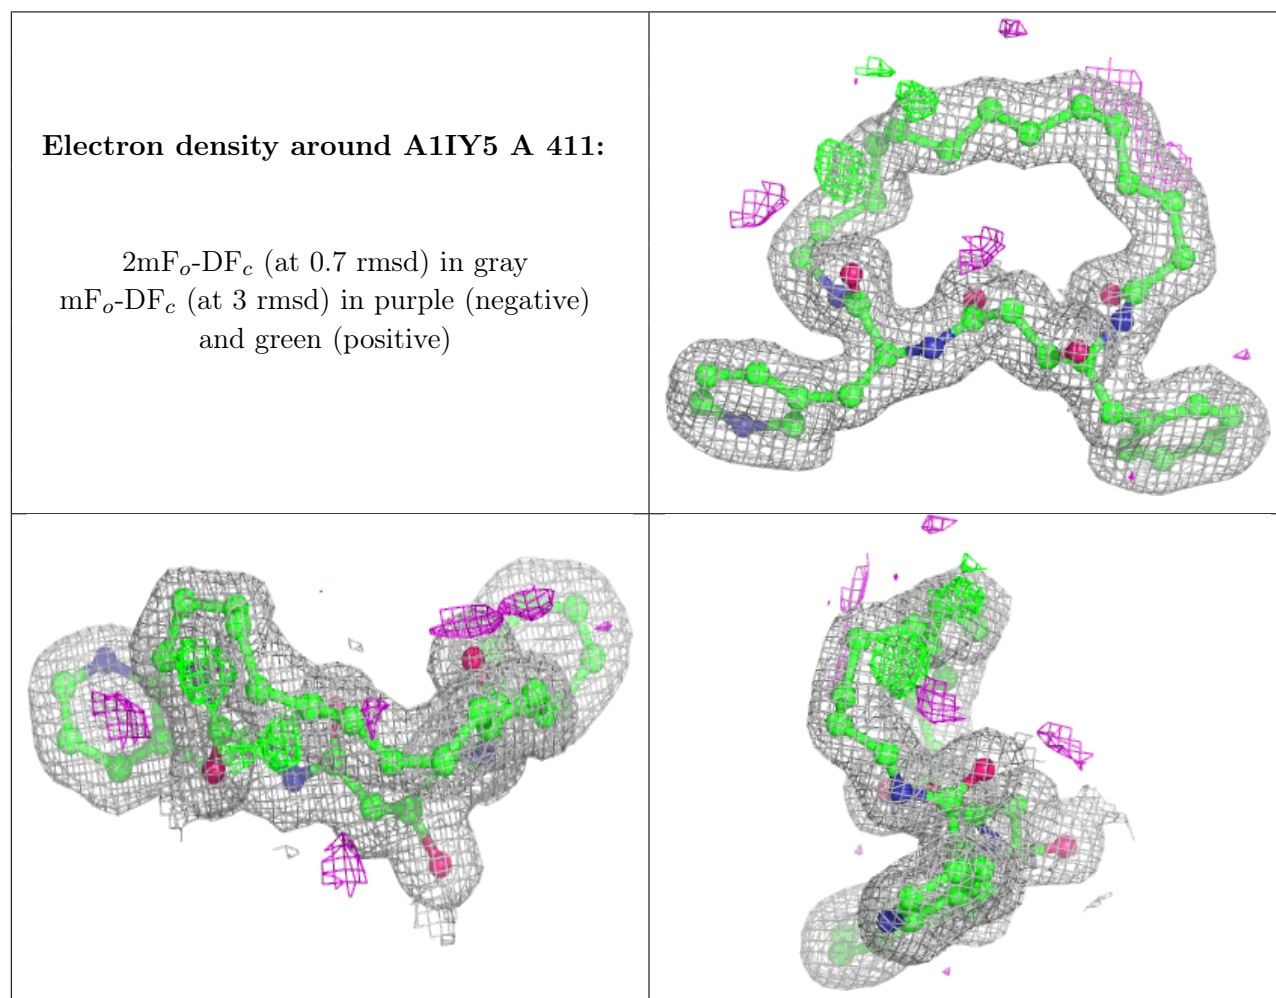 Electron density around A1IY5 A 411:
2mFo-DFc (at 0.7 rmsd) in gray
mFo-DFc (at 3 rmsd) in purple (negative)
and green (positive)